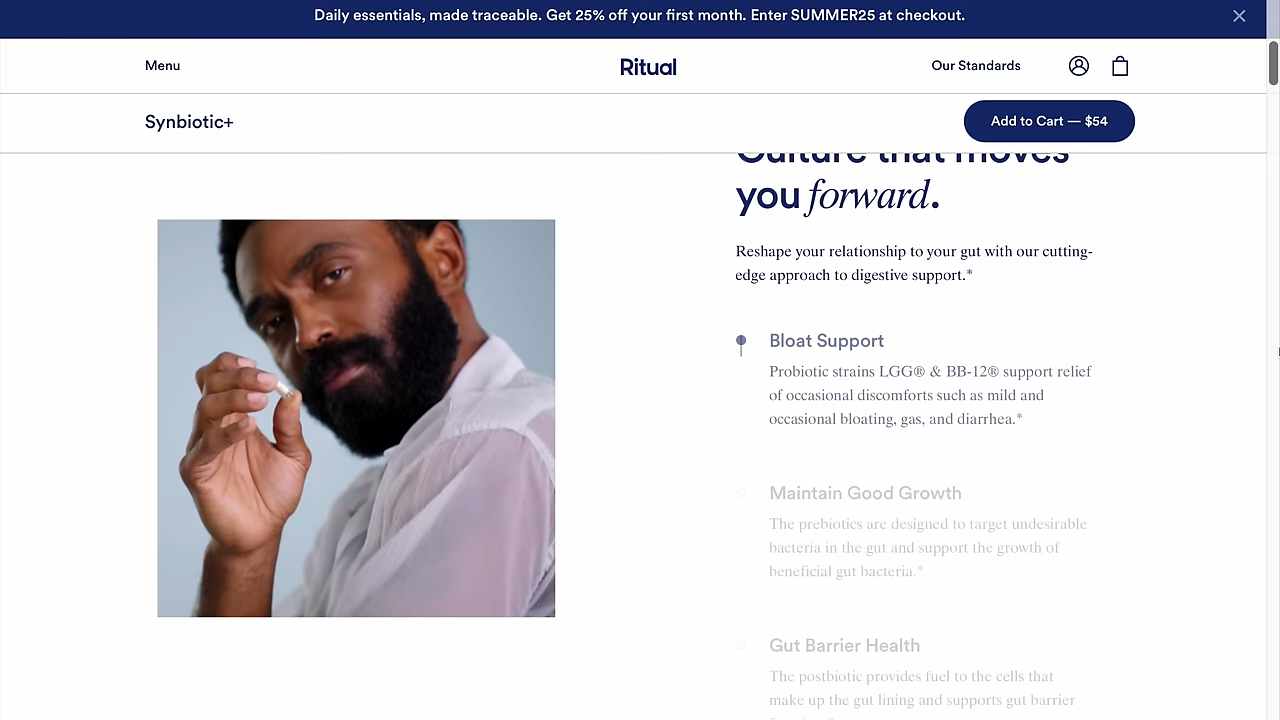 Daily essentials, made traceable. Get 25% off your first month. Enter SUMMER25 at checkout.
Menu
Ritual
Our Standards
Synbiotic+
Add to Cart — $54
Culture that moves
you forward.
Reshape your relationship to your gut with our cutting-
edge approach to digestive support.*
Bloat Support
Probiotic strains LGG® & BB-12® support relief
of occasional discomforts such as mild and
occasional bloating, gas, and diarrhea.*
Maintain Good Growth
The prebiotics are designed to target undesirable
bacteria in the gut and support the growth of
beneficial gut bacteria.*
Gut Barrier Health
The postbiotic provides fuel to the cells that
make up the gut lining and supports gut barrier